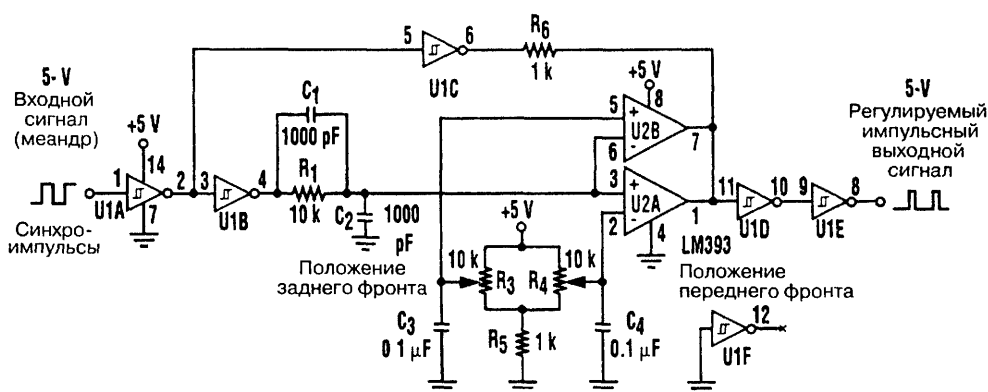 5
6
R6
1 k
U1C
5-V
Входной
сигнал
(меандр)
+5 V
C1
1000 pF
R1
10 k
14
1
2
3
4
7
U1A
U1B
Синхро-
импульсы
C2
1000
pF
Положение
заднего фронта
+5 V
8
5
+
U2B
-
6
7
3
+
U2A
-
2
1
4
LM393
11
10
9
8
U1D
U1E
5-V
Регулируемый
импульсный
выходной
сигнал
+5 V
10 k
R3
R4
10 k
Положение
переднего фронта
C3
0 1 µF
R5
1 k
C4
0.1 µF
12
U1F